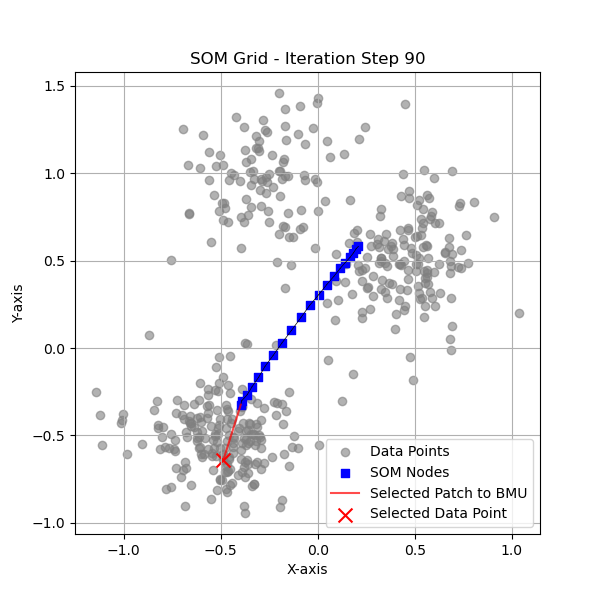 SOM Grid - Iteration Step 90
1.5
1.0
0.5
0.0
−0.5
−1.0
Y-axis
Data Points
SOM Nodes
Selected Patch to BMU
Selected Data Point
−1.0 −0.5 0.0 0.5 1.0
X-axis